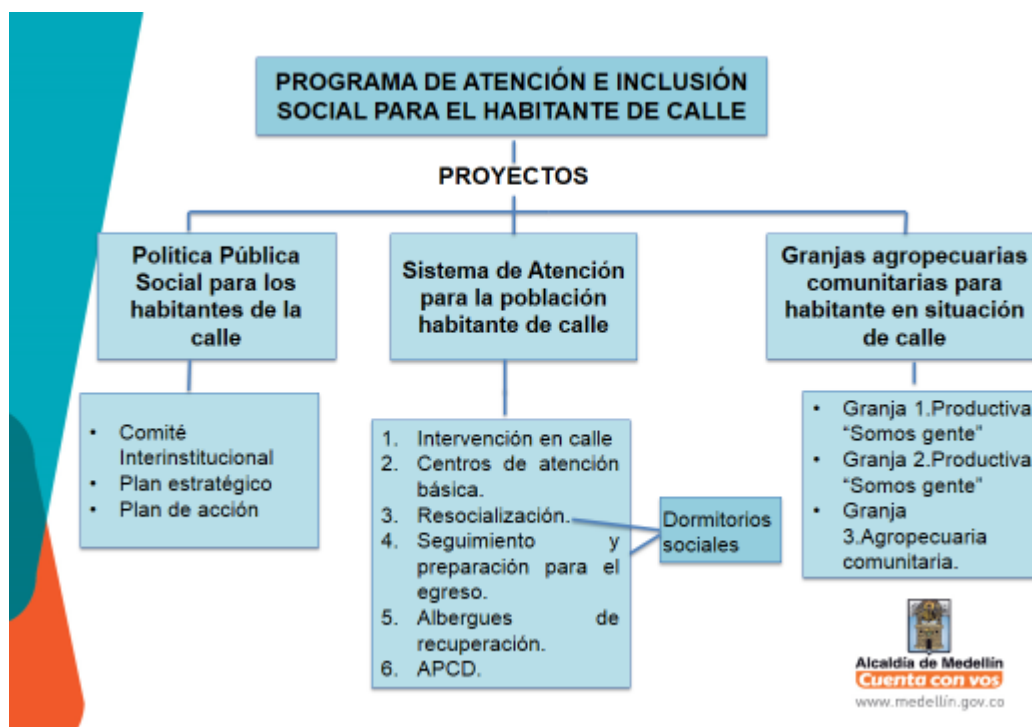 PROGRAMA DE ATENCIÓN E INCLUSIÓN
SOCIAL PARA EL HABITANTE DE CALLE
PROYECTOS
Política Pública
Social para los
habitantes de la
calle
• Comité
Interinstitucional
• Plan estratégico
• Plan de acción
Sistema de Atención
para la población
habitante de calle
1. Intervención en calle
2. Centros de atención
básica.
3. Resocialización.
4. Seguimiento y
preparación para el
egreso.
5. Albergues de
recuperación.
6. APCD.
Dormitorios
sociales
Granjas agropecuarias
comunitarias para
habitante en situación
de calle
• Granja 1.Productiva
“Somos gente”
• Granja 2.Productiva
“Somos gente”
• Granja
3.Agropecuaria
comunitaria.
Alcaldía de Medellín
Cuenta con vos
www.medellín.gov.co